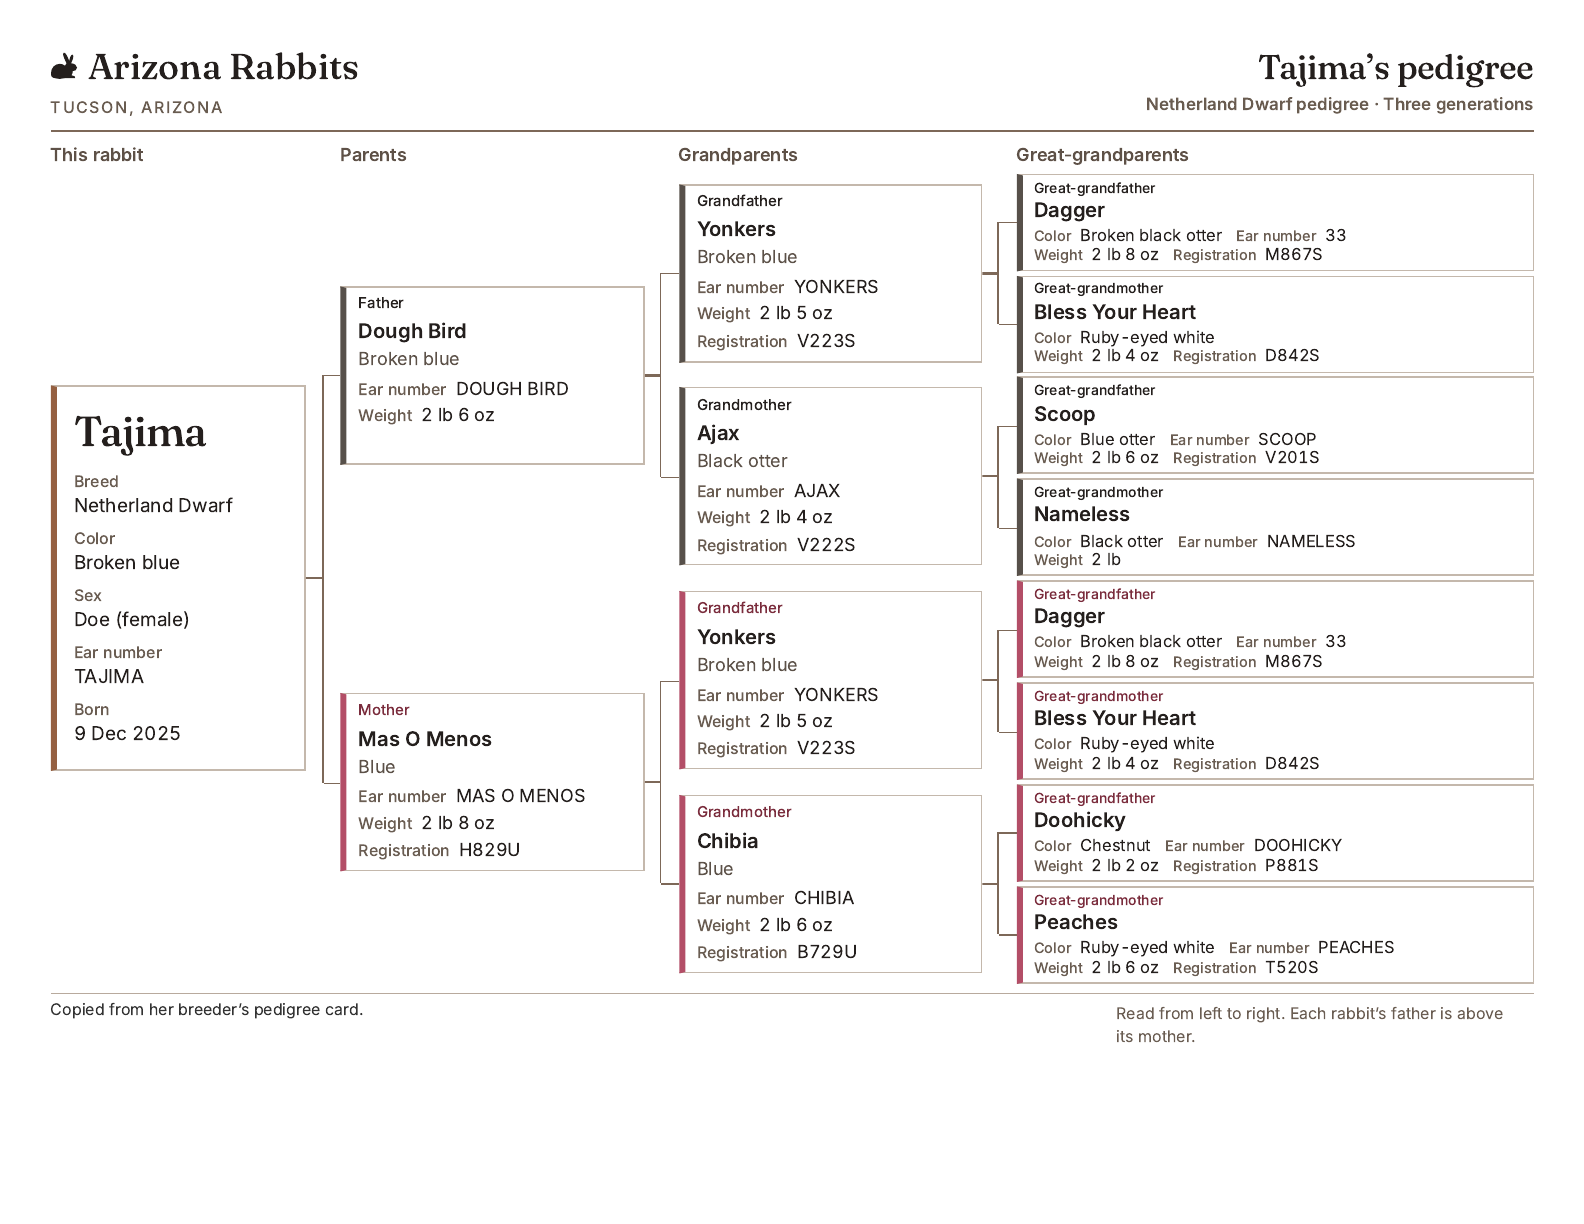 Arizona Rabbits
TUCSON, ARIZONA
Tajima’s pedigree
Netherland Dwarf pedigree · Three generations
This rabbit
Parents
Grandparents
Great-grandparents
Tajima
Breed
Netherland Dwarf
Color
Broken blue
Sex
Doe (female)
Ear number
TAJIMA
Born
9 Dec 2025
Father
Dough Bird
Broken blue
Ear number DOUGH BIRD
Weight 2 lb 6 oz
Mother
Mas O Menos
Blue
Ear number MAS O MENOS
Weight 2 lb 8 oz
Registration H829U
Grandfather
Yonkers
Broken blue
Ear number YONKERS
Weight 2 lb 5 oz
Registration V223S
Grandmother
Ajax
Black otter
Ear number AJAX
Weight 2 lb 4 oz
Registration V222S
Grandfather
Yonkers
Broken blue
Ear number YONKERS
Weight 2 lb 5 oz
Registration V223S
Grandmother
Chibia
Blue
Ear number CHIBIA
Weight 2 lb 6 oz
Registration B729U
Great-grandfather
Dagger
Color Broken black otter Ear number 33
Weight 2 lb 8 oz Registration M867S
Great-grandmother
Bless Your Heart
Color Ruby-eyed white
Weight 2 lb 4 oz Registration D842S
Great-grandfather
Scoop
Color Blue otter Ear number SCOOP
Weight 2 lb 6 oz Registration V201S
Great-grandmother
Nameless
Color Black otter Ear number NAMELESS
Weight 2 lb
Great-grandfather
Dagger
Color Broken black otter Ear number 33
Weight 2 lb 8 oz Registration M867S
Great-grandmother
Bless Your Heart
Color Ruby-eyed white
Weight 2 lb 4 oz Registration D842S
Great-grandfather
Doohicky
Color Chestnut Ear number DOOHICKY
Weight 2 lb 2 oz Registration P881S
Great-grandmother
Peaches
Color Ruby-eyed white Ear number PEACHES
Weight 2 lb 6 oz Registration T520S
Copied from her breeder’s pedigree card.
Read from left to right. Each rabbit’s father is above
its mother.